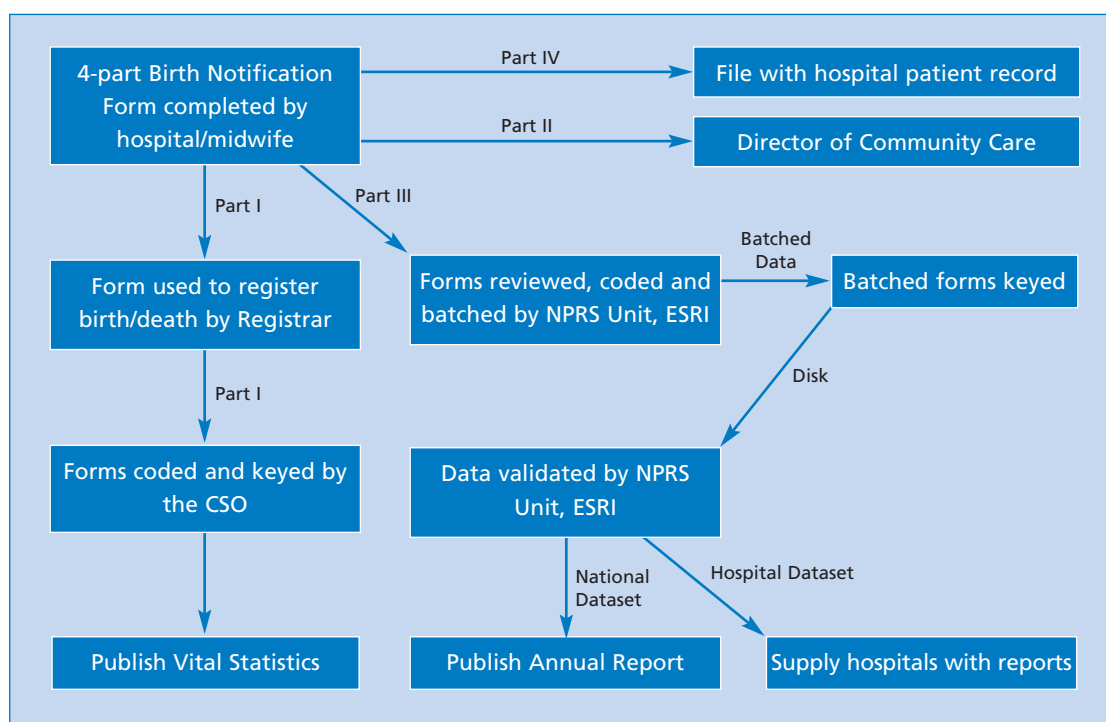 4-part Birth Notification
Form completed by
hospital/midwife
Part IV
File with hospital patient record
Part II
Director of Community Care
Part I
Part III
Form used to register
birth/death by Registrar
Forms reviewed, coded and
batched by NPRS Unit, ESRI
Batched
Data
Batched forms keyed
Part I
Disk
Forms coded and keyed by
the CSO
Data validated by NPRS
Unit, ESRI
National
Dataset
Hospital Dataset
Publish Vital Statistics
Publish Annual Report
Supply hospitals with reports